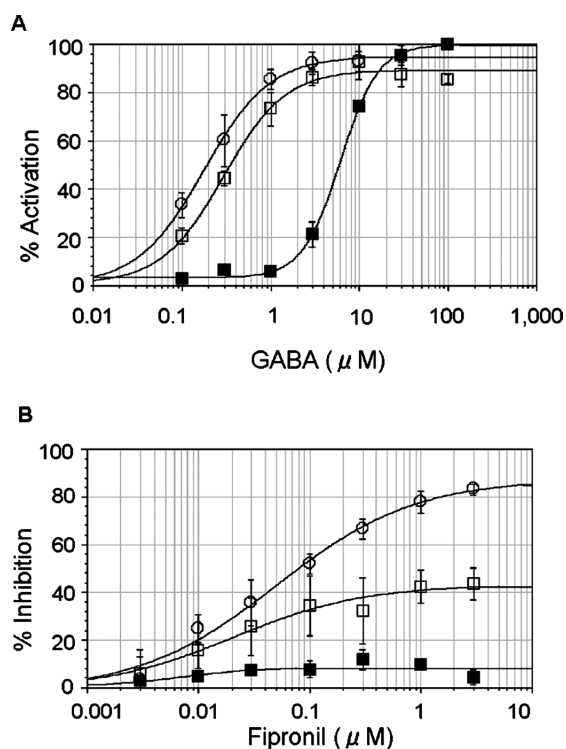 A
100
80
60
40
20
0
% Activation
0.01 0.1 1 10 100 1,000
GABA ( μ M)
B
100
80
60
40
20
0
% Inhibition
0.001 0.01 0.1 1 10
Fipronil ( μ M)